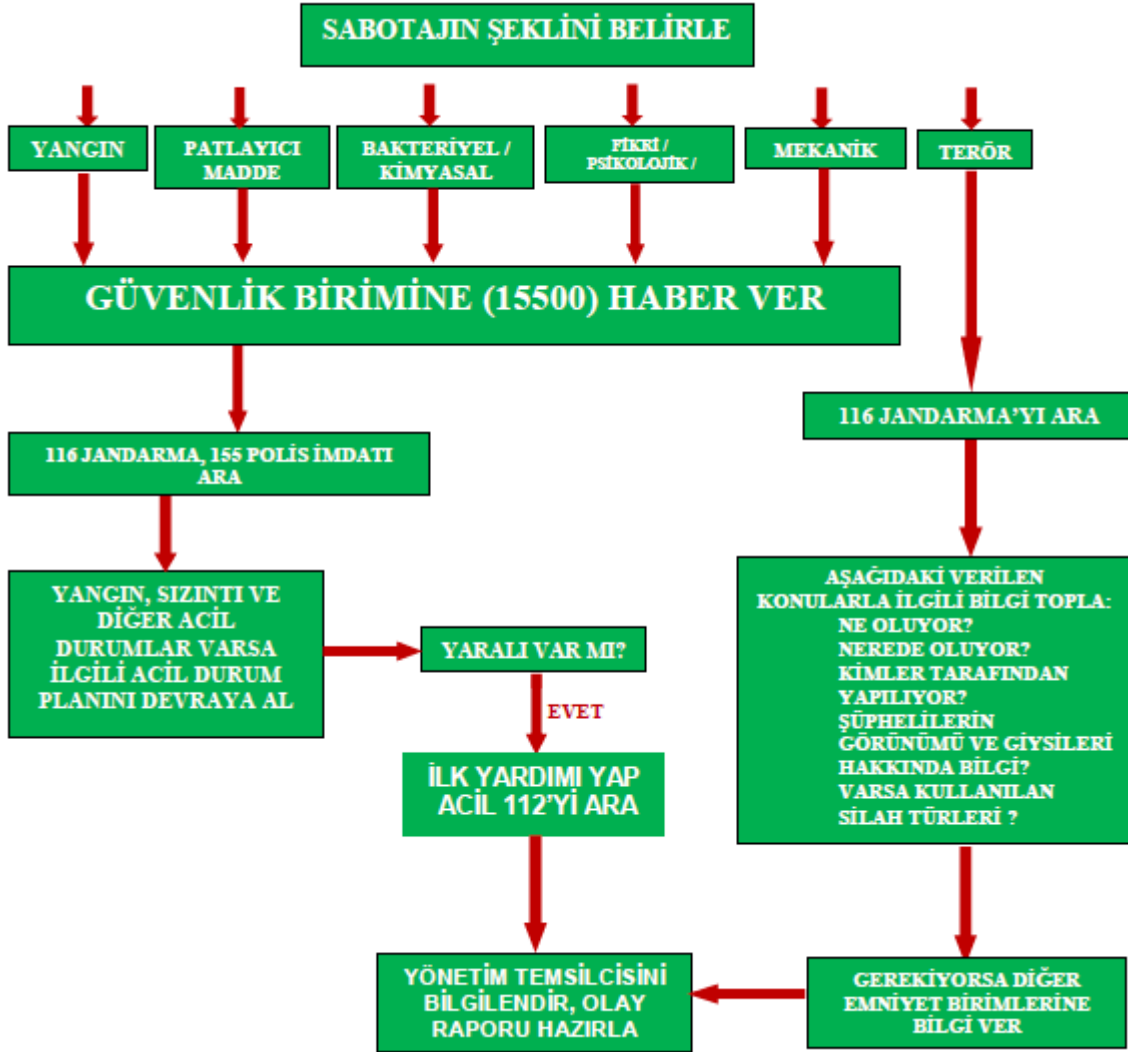 SABOTAJIN ŞEKLİNİ BELİRLE
YANGIN
PATLAYICI
MADDE
BAKTERİYEL /
KİMYASAL
FİKRİ /
PSİKOLOJİK /
MEKANİK
TERÖR
GÜVENLİK BİRİMİNE (15500) HABER VER
116 JANDARMA, 155 POLİS İMDATI
ARA
116 JANDARMA’YI ARA
YANGIN, SIZINTI VE
DİĞER ACİL
DURUMLAR VARSA
İLGİLİ ACİL DURUM
PLANINI DEVRAYA AL
YARALI VAR MI?
EVET
İLK YARDIMI YAP
ACİL 112’Yİ ARA
AŞAĞIDAKİ VERİLEN
KONULARLA İLGİLİ BİLGİ TOPLA:
NE OLUYOR?
NEREDE OLUYOR?
KİMLER TARAFINDAN
YAPILIYOR?
ŞÜPHELİLERİN
GÖRÜNÜMÜ VE GİYSİLERİ
HAKKINDA BİLGİ?
VARSA KULLANILAN
SİLAH TÜRLERİ ?
YÖNETİM TEMSİLCİSİNİ
BİLGİLENDİR, OLAY
RAPORU HAZIRLA
GEREKİYORSA DİĞER
EMNİYET BİRİMLERİNE
BİLGİ VER